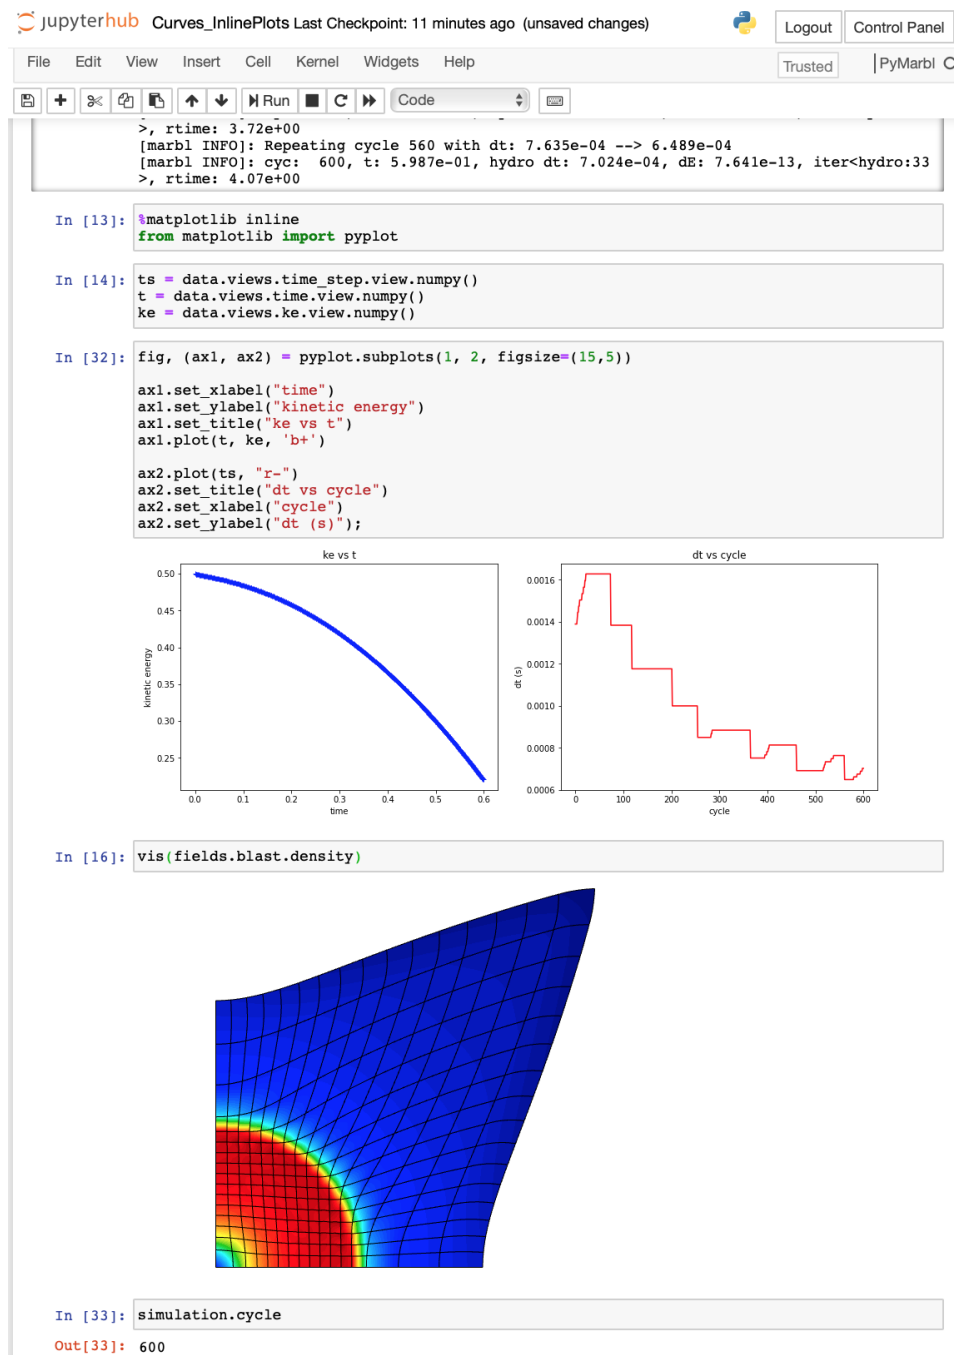 jupyterhub Curves_InlinePlots Last Checkpoint: 11 minutes ago (unsaved changes) Logout Control Panel
File Edit View Insert Cell Kernel Widgets Help Trusted PyMarbl
Run Code
>, rtime: 3.72e+00
[marbl INFO]: Repeating cycle 560 with dt: 7.635e-04 --> 6.489e-04
[marbl INFO]: cyc:  600, t: 5.987e-01, hydro dt: 7.024e-04, dE: 7.641e-13, iter<hydro:33
>, rtime: 4.07e+00
In [13]: %matplotlib inline
from matplotlib import pyplot
In [14]: ts = data.views.time_step.view.numpy()
t = data.views.time.view.numpy()
ke = data.views.ke.view.numpy()
In [32]: fig, (ax1, ax2) = pyplot.subplots(1, 2, figsize=(15,5))
ax1.set_xlabel("time")
ax1.set_ylabel("kinetic energy")
ax1.set_title("ke vs t")
ax1.plot(t, ke, 'b+')
ax2.plot(ts, "r-")
ax2.set_title("dt vs cycle")
ax2.set_xlabel("cycle")
ax2.set_ylabel("dt (s)");
ke vs t
0.50
0.45
0.40
0.35
0.30
0.25
kinetic energy
0.0 0.1 0.2 0.3 0.4 0.5 0.6
time
dt vs cycle
0.0016
0.0014
0.0012
0.0010
0.0008
0.0006
dt (s)
0 100 200 300 400 500 600
cycle
In [16]: vis(fields.blast.density)
In [33]: simulation.cycle
Out[33]: 600